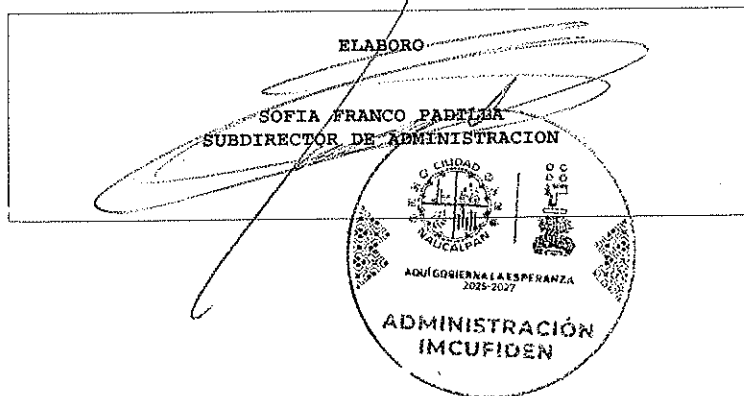 ELABORO
SOFIA FRANCO PADILLA
SUBDIRECTOR DE ADMINISTRACION
CIUDAD
NAUCALPAN
AQUÍ GOBIERNA LA ESPERANZA
2025-2027
ADMINISTRACIÓN
IMCUFIDEN